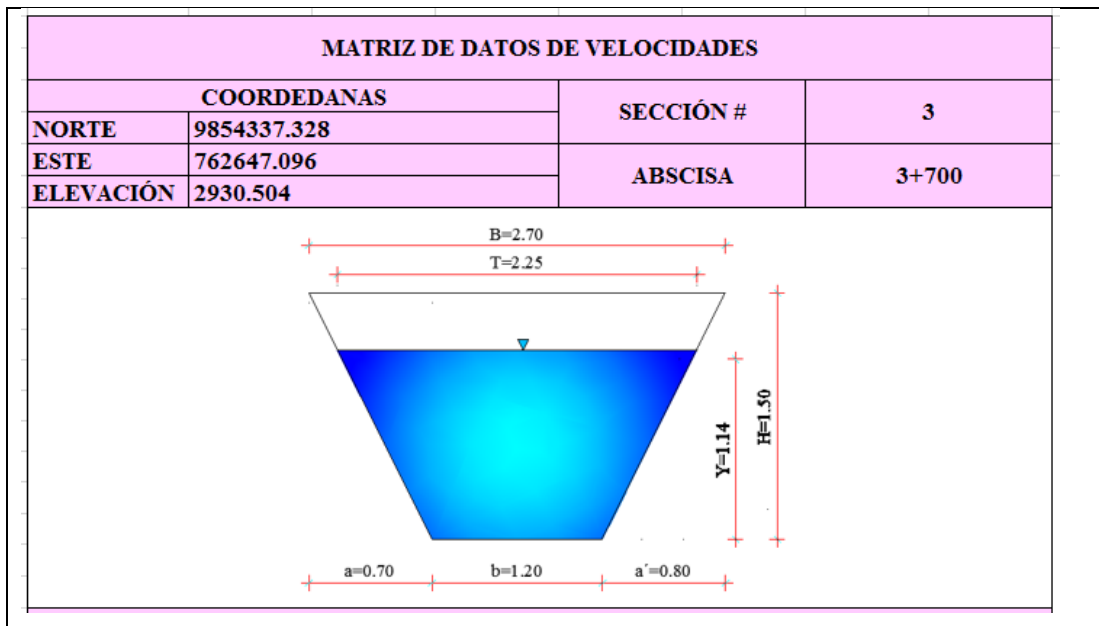 MATRIZ DE DATOS DE VELOCIDADES
COORDEDANAS
SECCIÓN #
3
NORTE
9854337.328
ESTE
762647.096
ABSCISA
3+700
ELEVACIÓN
2930.504
B=2.70
T=2.25
Y=1.14
H=1.50
a=0.70
b=1.20
a´=0.80